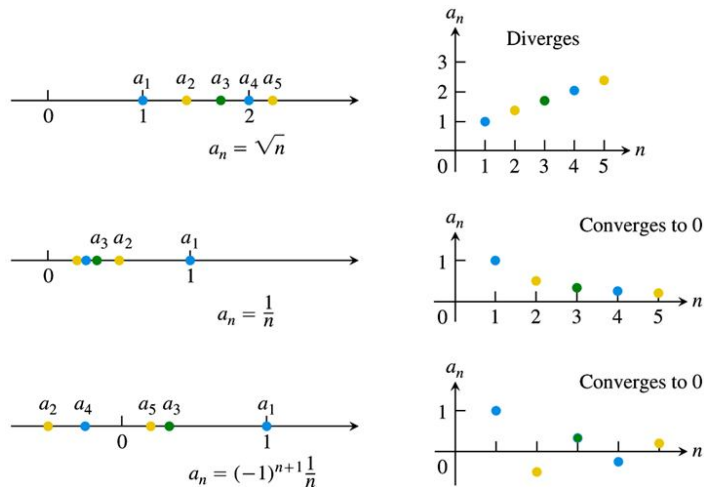 a₁ a₂ a₃ a₄ a₅
0 1 2
aₙ = √n
aₙ
Diverges
3
2
1
0 1 2 3 4 5 n
a₃ a₂ a₁
0 1
aₙ = 1/n
aₙ
Converges to 0
1
0 1 2 3 4 5 n
a₂ a₄ a₅ a₃ a₁
0 1
aₙ = (−1)ⁿ⁺¹ 1/n
aₙ
Converges to 0
1
0 n